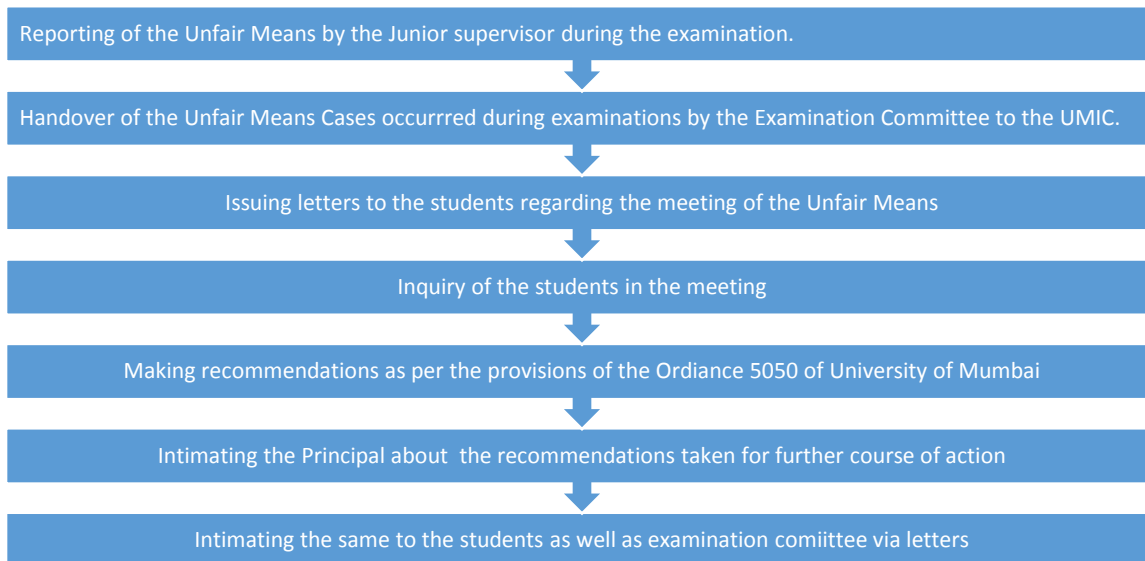 Reporting of the Unfair Means by the Junior supervisor during the examination.
Handover of the Unfair Means Cases occurrred during examinations by the Examination Committee to the UMIC.
Issuing letters to the students regarding the meeting of the Unfair Means
Inquiry of the students in the meeting
Making recommendations as per the provisions of the Ordiance 5050 of University of Mumbai
Intimating the Principal about  the recommendations taken for further course of action
Intimating the same to the students as well as examination comiittee via letters